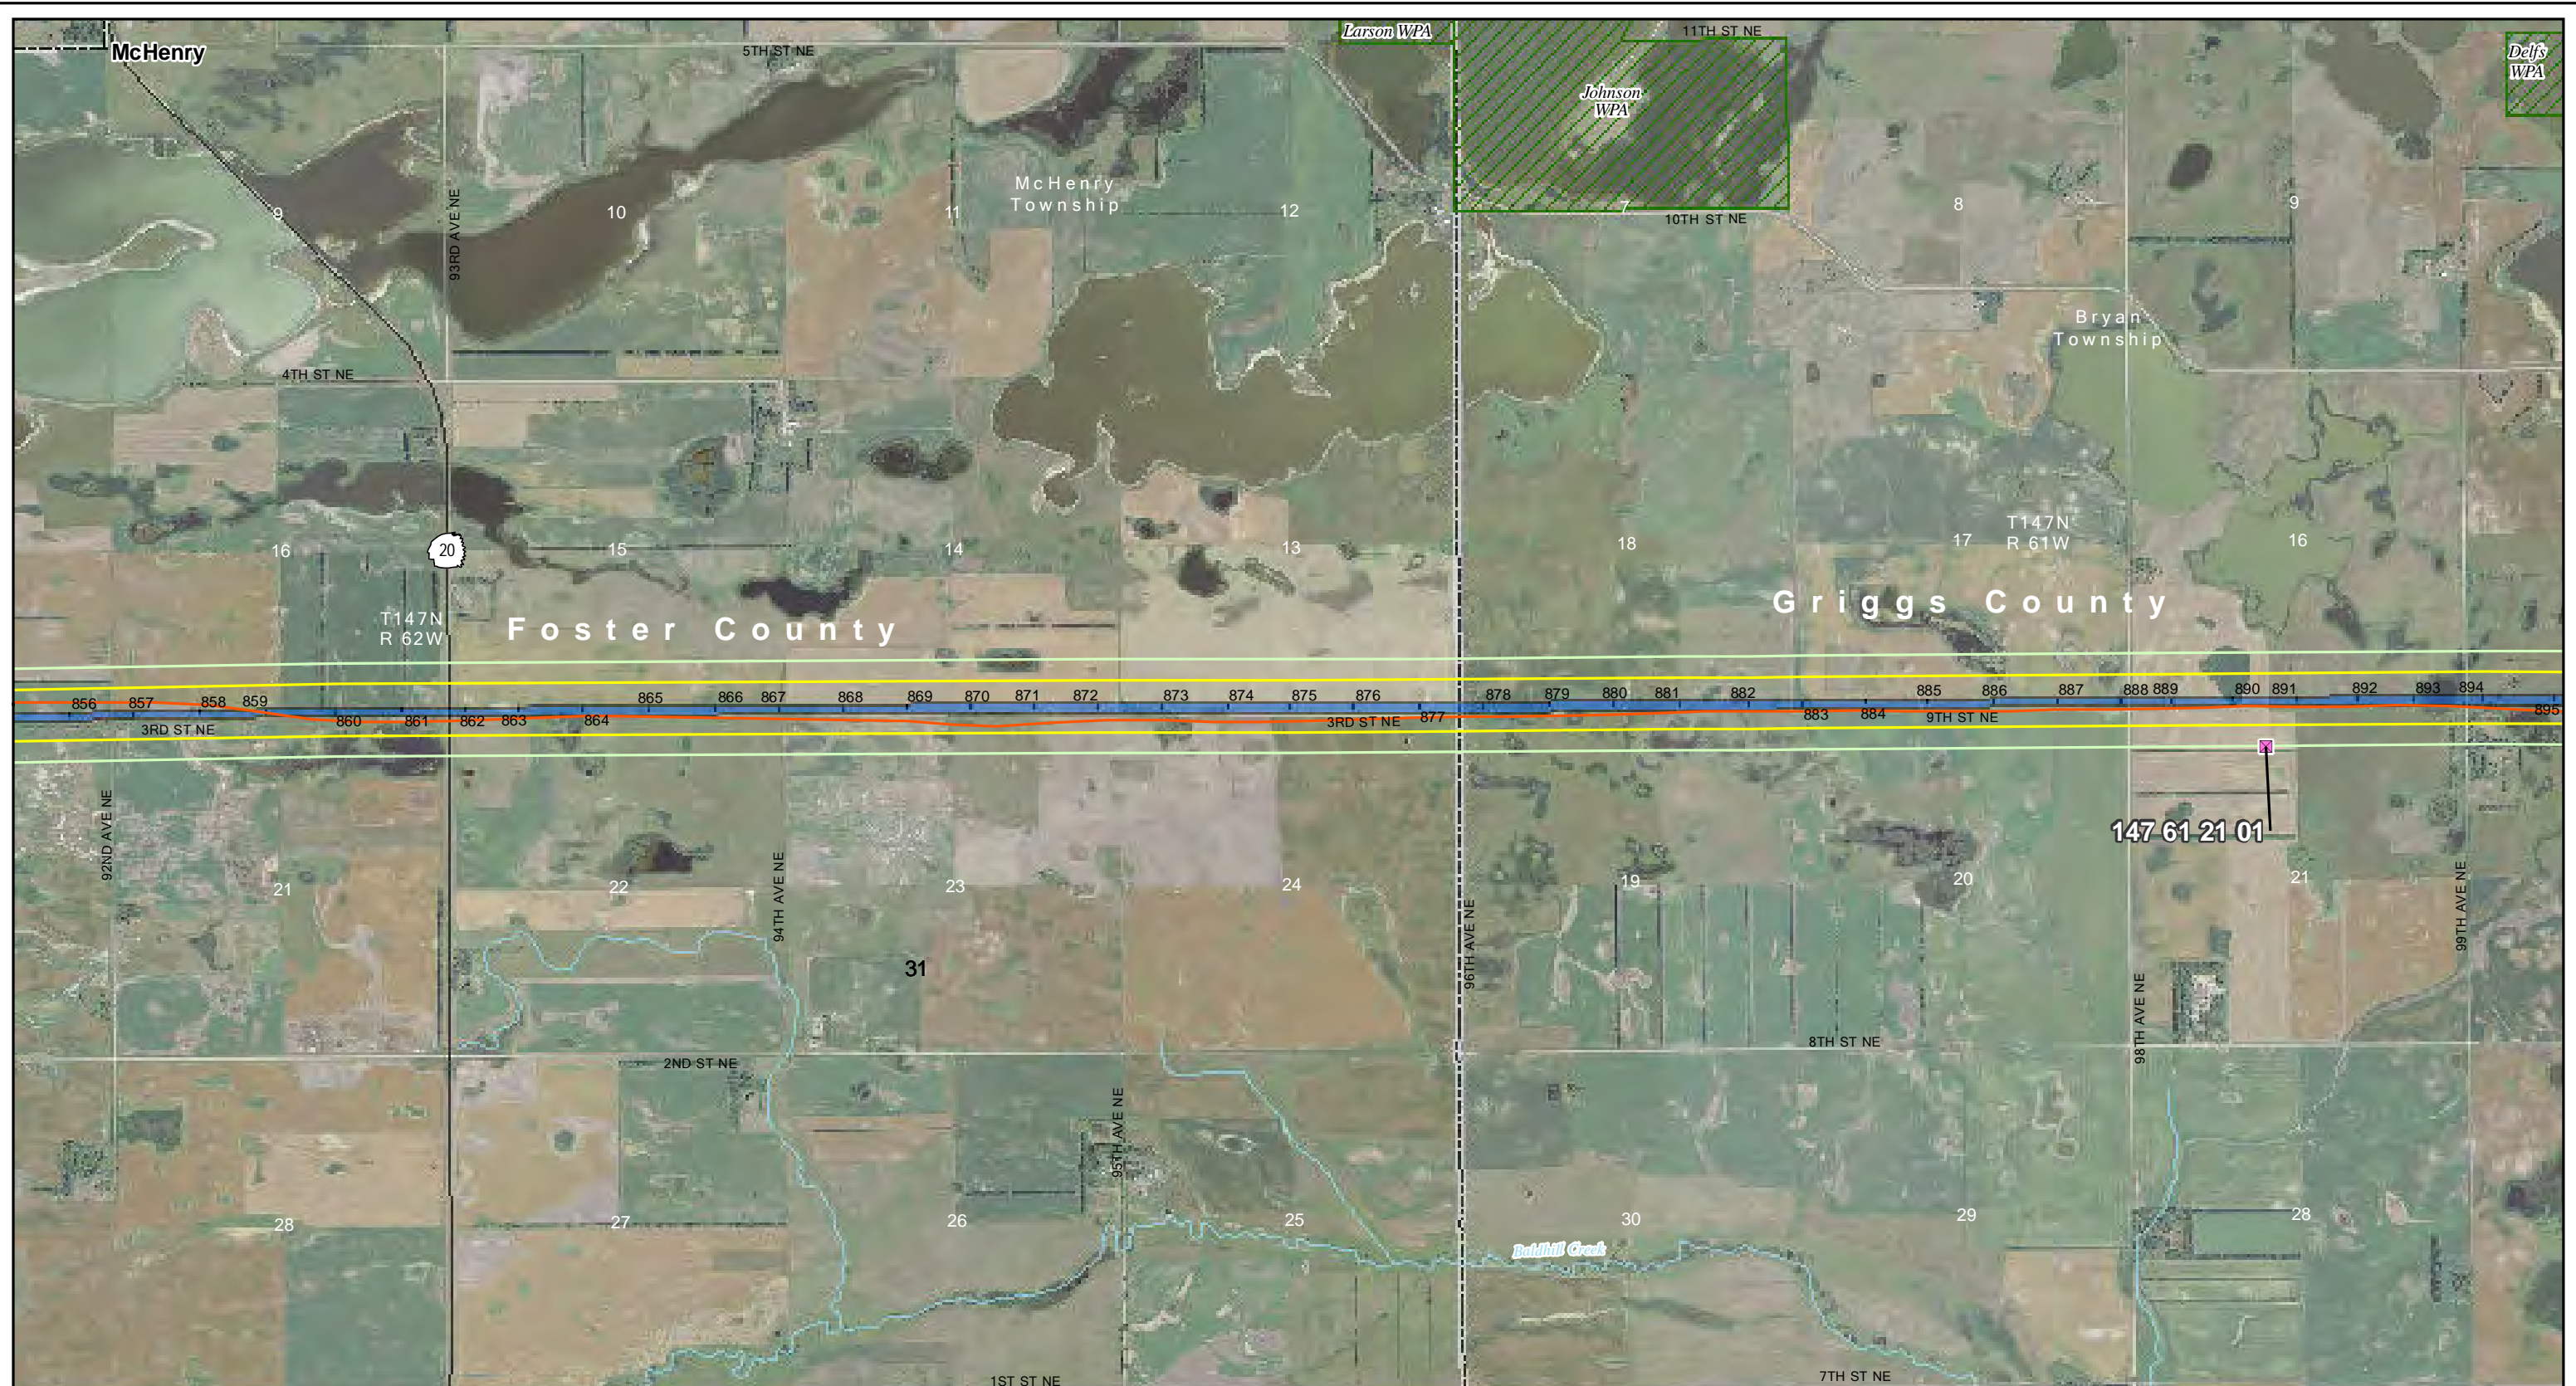 McHenry
5TH ST NE
Larson WPA
11TH ST NE
Delfs
WPA
Johnson
WPA
McHenry
Township
9
10
11
12
7
8
9
10TH ST NE
93RD AVE NE
Bryan
Township
4TH ST NE
20
16
15
14
13
18
17
T147N
R 61W
16
T147N
R 62W
Foster County
Griggs County
856
857
858
859
860
861
862
863
864
865
866
867
868
869
870
871
872
873
874
875
876
877
878
879
880
881
882
883
884
885
886
887
888
889
890
891
892
893
894
895
3RD ST NE
3RD ST NE
9TH ST NE
147 61 21 01
92ND AVE NE
94TH AVE NE
96TH AVE NE
98TH AVE NE
99TH AVE NE
21
22
23
24
19
20
21
31
2ND ST NE
8TH ST NE
95TH AVE NE
28
27
26
25
30
29
28
Baldhill Creek
1ST ST NE
7TH ST NE